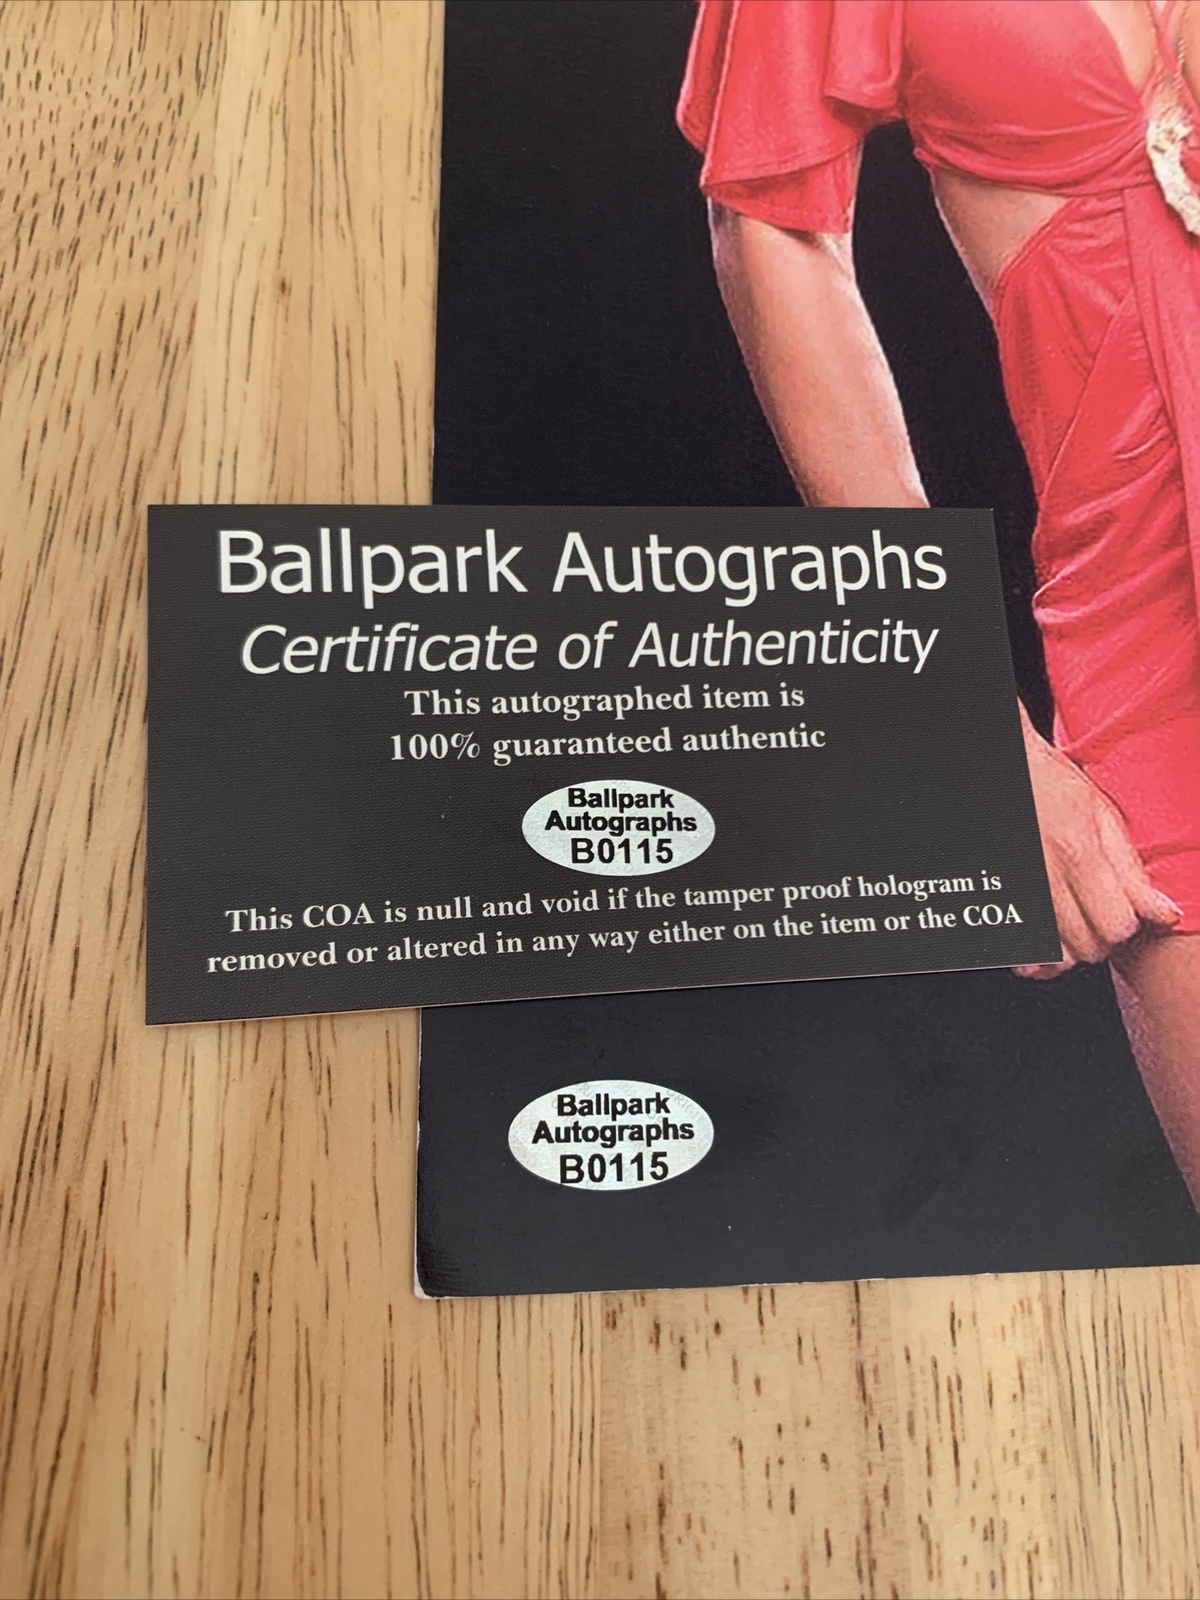 Ballpark Autographs
Certificate of Authenticity
This autographed item is
100% guaranteed authentic
Ballpark
Autographs
B0115
This COA is null and void if the tamper proof hologram is
removed or altered in any way either on the item or the COA
Ballpark
Autographs
B0115